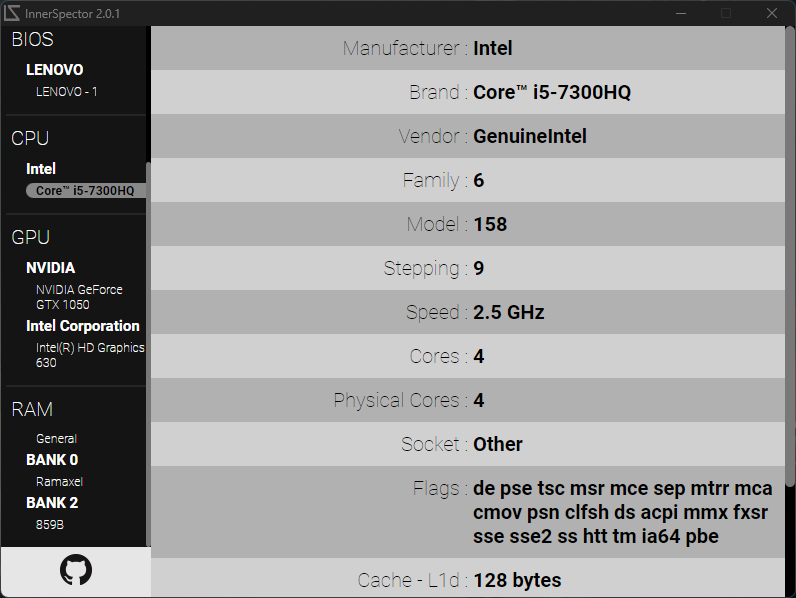 InnerSpector 2.0.1
BIOS
LENOVO
LENOVO - 1
CPU
Intel
Core™ i5-7300HQ
GPU
NVIDIA
NVIDIA GeForce
GTX 1050
Intel Corporation
Intel(R) HD Graphics
630
RAM
General
BANK 0
Ramaxel
BANK 2
859B
Manufacturer : Intel
Brand : Core™ i5-7300HQ
Vendor : GenuineIntel
Family : 6
Model : 158
Stepping : 9
Speed : 2.5 GHz
Cores : 4
Physical Cores : 4
Socket : Other
Flags : de pse tsc msr mce sep mtrr mca
cmov psn clfsh ds acpi mmx fxsr
sse sse2 ss htt tm ia64 pbe
Cache - L1d : 128 bytes